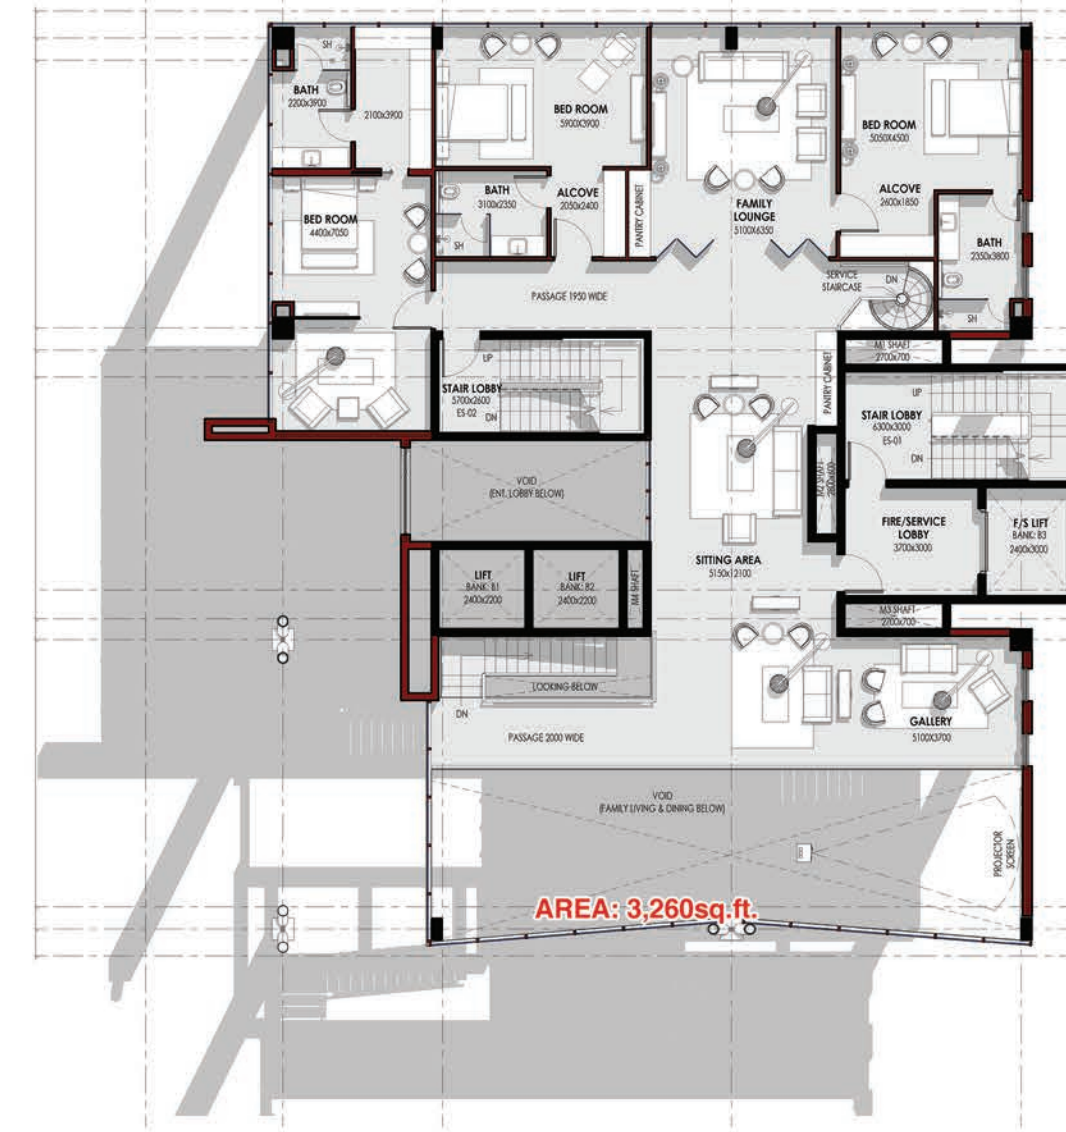 SH
BATH
2200x3900
2100x3900
BED ROOM
5900X3900
BED ROOM
5050X4500
BATH
3100x2350
SH
ALCOVE
2050x2400
PANTRY CABINET
FAMILY
LOUNGE
5100X6350
ALCOVE
2600x1850
BATH
2350x3800
SH
BED ROOM
4400x7050
PASSAGE 1950 WIDE
SERVICE
STAIRCASE
DN
M1 SHAFT
2700x700
UP
STAIR LOBBY
5700X2600
ES-02
DN
PANTRY CABINET
UP
STAIR LOBBY
6300X3000
ES-01
DN
VOID
(ENT. LOBBY BELOW)
M2 SHAFT
2800x600
FIRE/SERVICE
LOBBY
3700x3000
F/S LIFT
BANK: B3
2400x3000
SITTING AREA
5150x12100
LIFT
BANK: B1
2400x2200
LIFT
BANK: B2
2400x2200
M4 SHAFT
M3 SHAFT
2700x700
LOOKING BELOW
DN
PASSAGE 2000 WIDE
GALLERY
5100X3700
VOID
(FAMILY LIVING & DINING BELOW)
PROJECTOR
SCREEN
AREA: 3,260sq.ft.